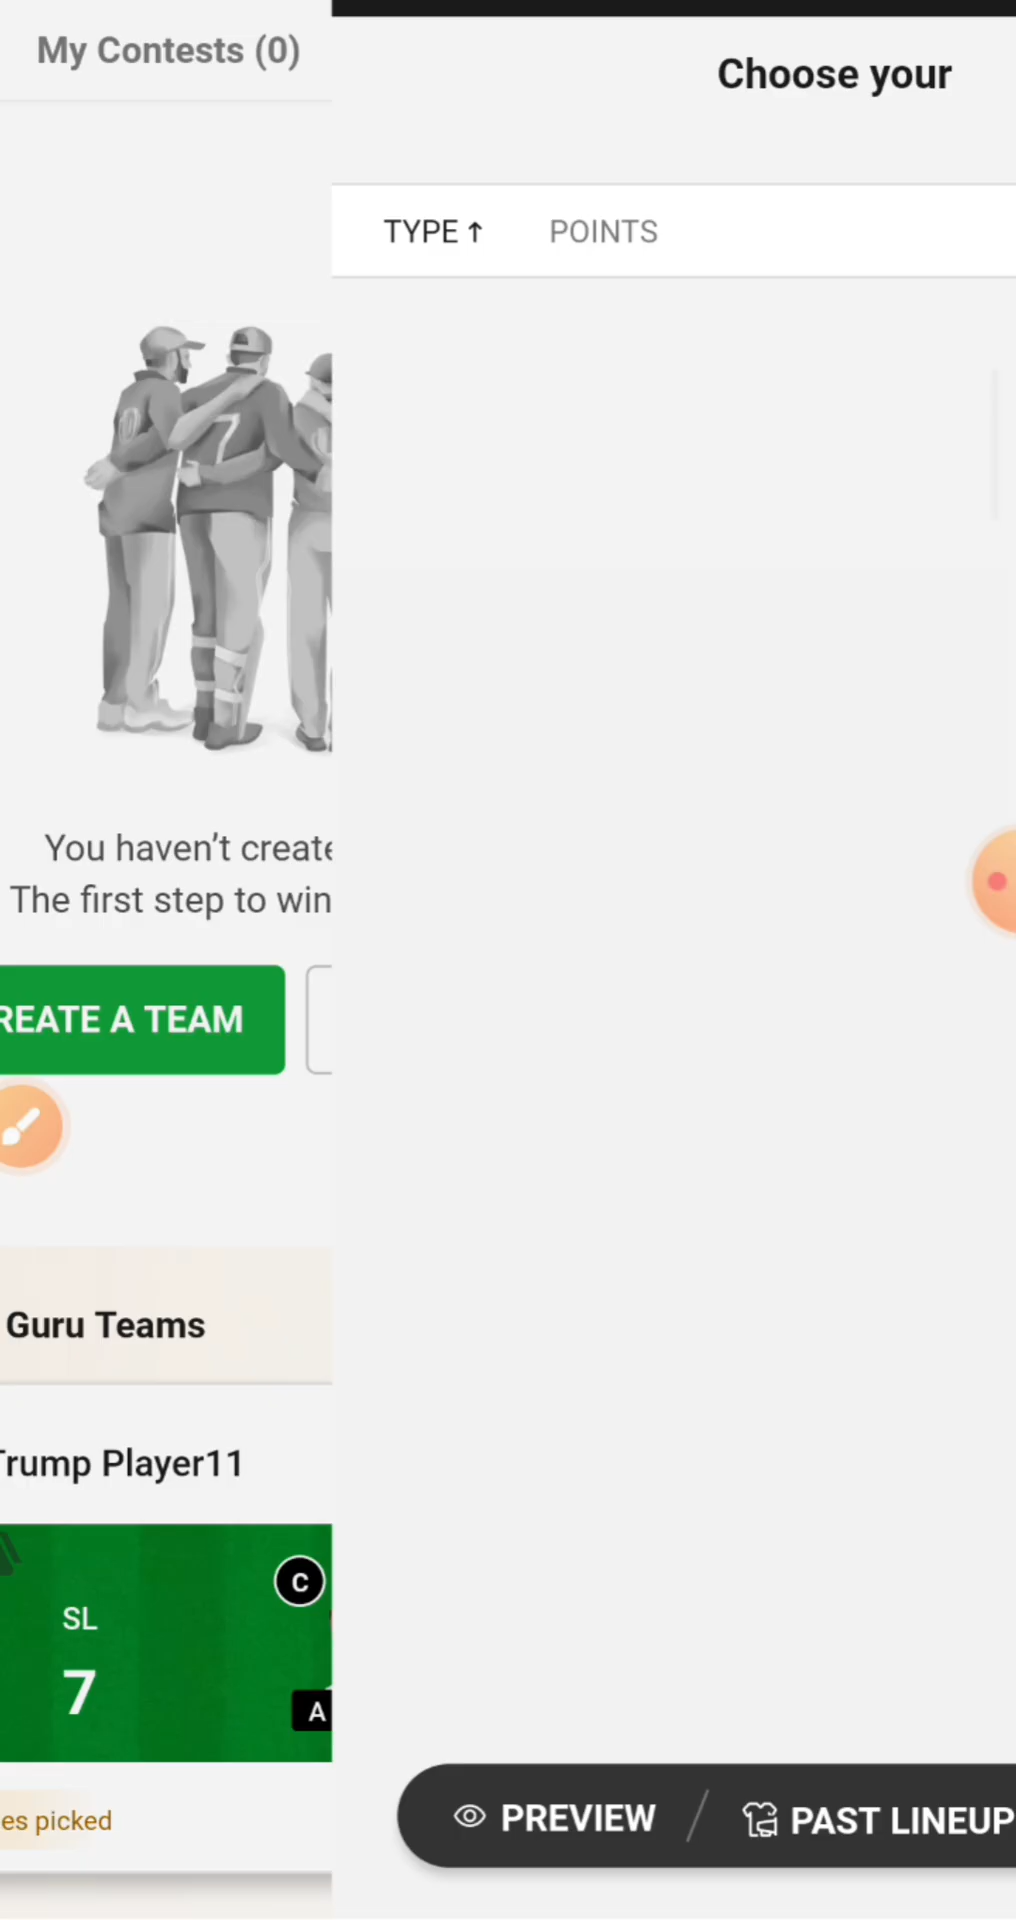 My Contests (0)
You haven’t create
The first step to win
REATE A TEAM
Guru Teams
Trump Player11
C
SL
7
A
es picked
Choose your
TYPE↑ POINTS
PREVIEW / PAST LINEUP